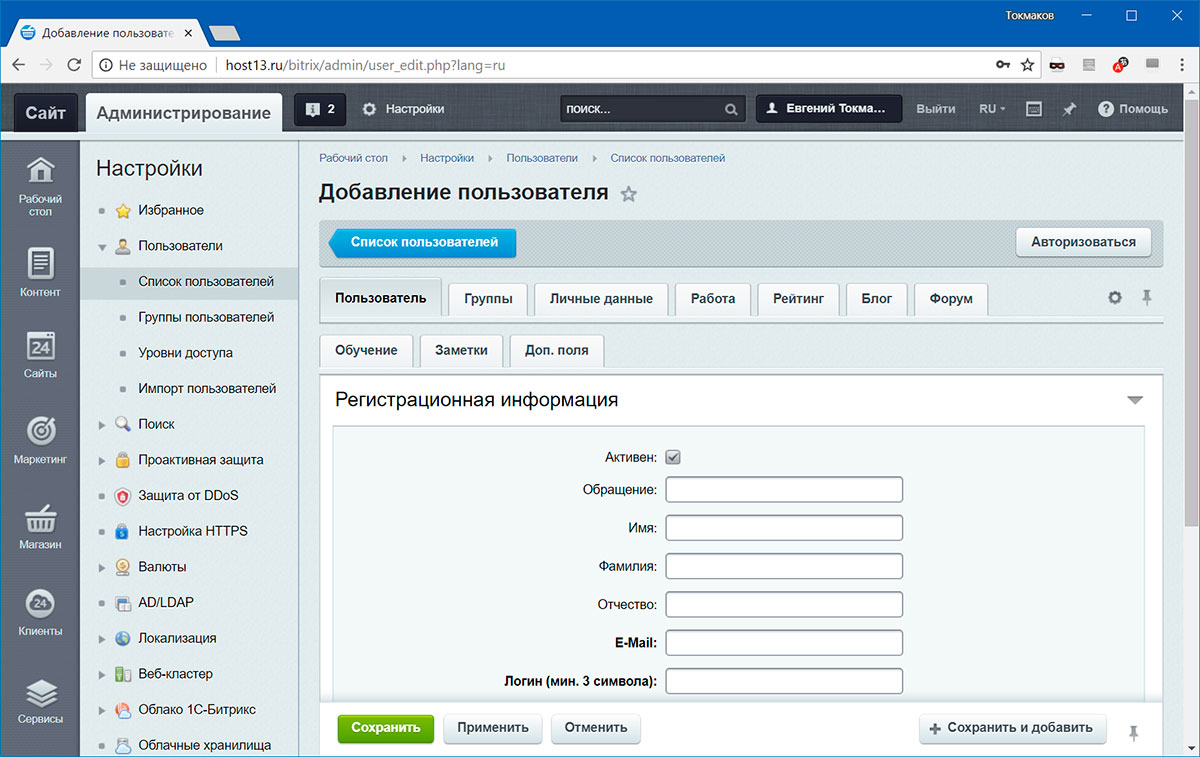 Токмаков
Добавление пользовате
Не защищено host13.ru/bitrix/admin/user_edit.php?lang=ru
Сайт Администрирование 2 Настройки поиск... Евгений Токма... Выйти RU Помощь
Рабочий стол
Контент
24
Сайты
Маркетинг
Магазин
24
Клиенты
Сервисы
Настройки
Избранное
Пользователи
Список пользователей
Группы пользователей
Уровни доступа
Импорт пользователей
Поиск
Проактивная защита
Защита от DDoS
Настройка HTTPS
Валюты
AD/LDAP
Локализация
Веб-кластер
Облако 1С-Битрикс
Облачные хранилища
Рабочий стол Настройки Пользователи Список пользователей
Добавление пользователя
Список пользователей Авторизоваться
Пользователь Группы Личные данные Работа Рейтинг Блог Форум
Обучение Заметки Доп. поля
Регистрационная информация
Активен:
Обращение:
Имя:
Фамилия:
Отчество:
E-Mail:
Логин (мин. 3 символа):
Сохранить Применить Отменить + Сохранить и добавить